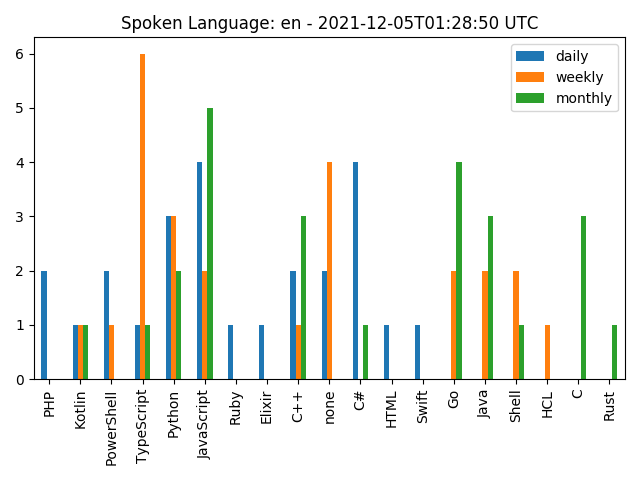 Spoken Language: en - 2021-12-05T01:28:50 UTC
daily
weekly
monthly
6
5
4
3
2
1
0
PHP
Kotlin
PowerShell
TypeScript
Python
JavaScript
Ruby
Elixir
C++
none
C#
HTML
Swift
Go
Java
Shell
HCL
C
Rust